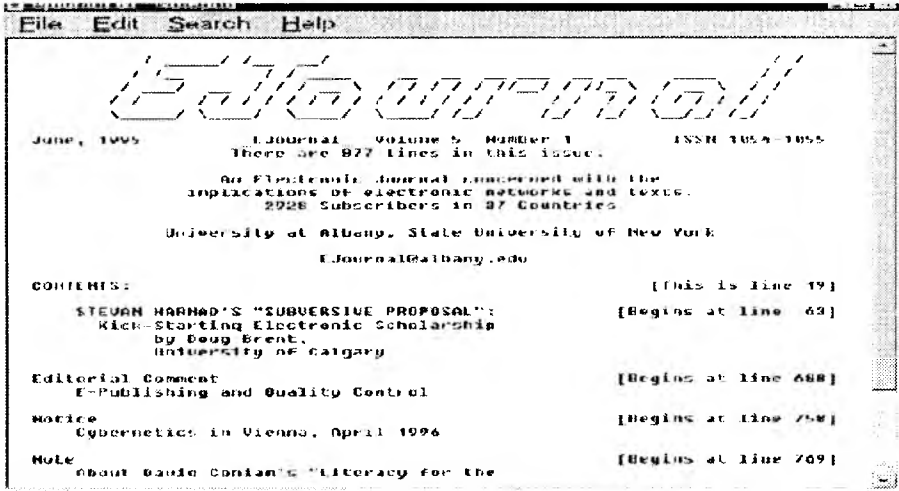 File Edit Search Help
EJournal
June, 1995 EJournal Volume 5 Number 1 ISSN 1054-1055
There are 877 lines in this issue.
An Electronic Journal concerned with the
implications of electronic networks and texts.
2928 Subscribers in 37 Countries
University at Albany, State University of New York
EJournal@albany.edu
CONTENTS: [This is line 19]
STEVAN HARNAD'S "SUBVERSIVE PROPOSAL": [Begins at line 63]
Kick-Starting Electronic Scholarship
by Doug Brent,
University of Calgary
Editorial Comment [Begins at line 688]
E-Publishing and Quality Control
Notice [Begins at line 758]
Cybernetics in Vienna, April 1996
Note [Begins at line 769]
About David Coniam's "Literacy for the